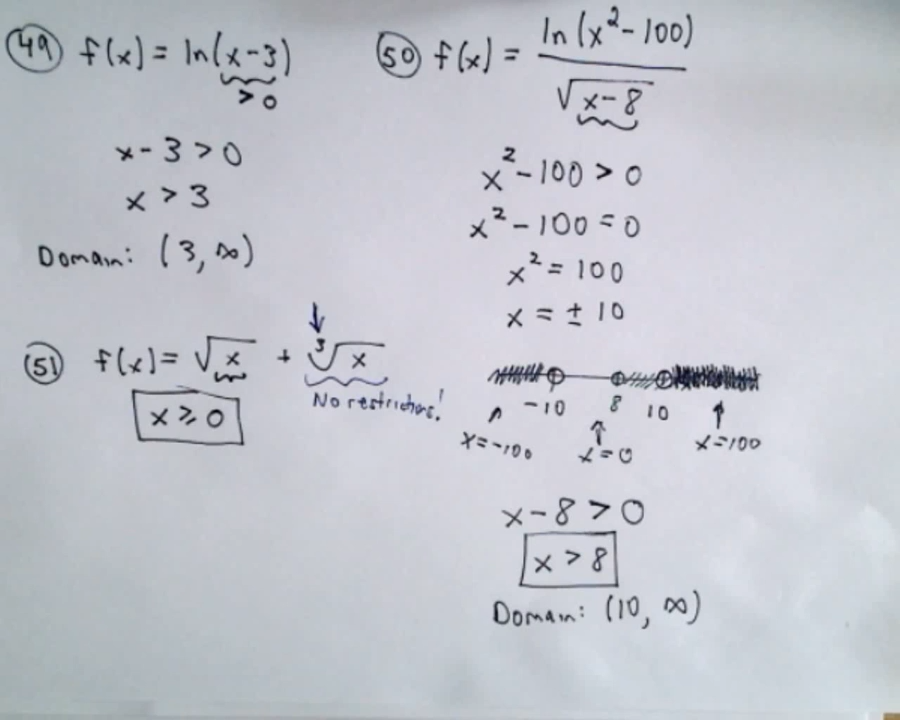 49 f(x) = ln(x-3)
> 0
x - 3 > 0
x > 3
Domain: (3, ∞)
50 f(x) = ln(x² - 100) / √(x - 8)
x² - 100 > 0
x² - 100 = 0
x² = 100
x = ± 10
-10 8 10
x=-100 x=0 x=100
x - 8 > 0
x > 8
Domain: (10, ∞)
51 f(x) = √x + ³√x
x ≥ 0
No restrictions!